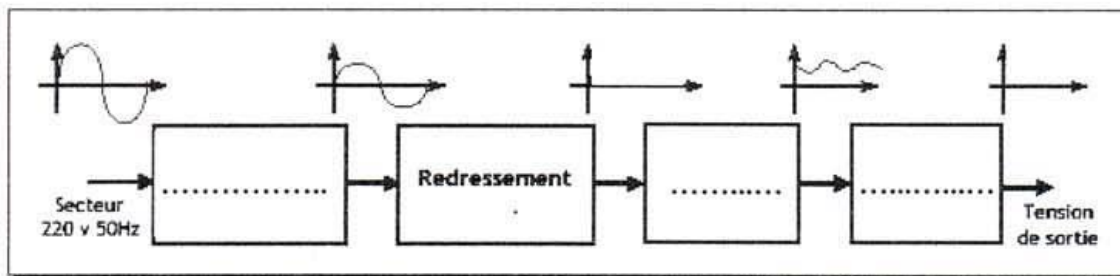 Redressement
Secteur
220 v 50Hz
Tension
de sortie